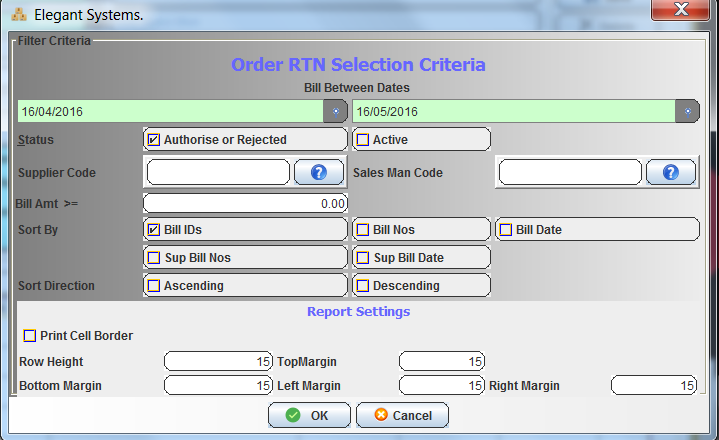 Elegant Systems.
Filter Criteria
Order RTN Selection Criteria
Bill Between Dates
16/04/2016 16/05/2016
Status Authorise or Rejected Active
Supplier Code ? Sales Man Code ?
Bill Amt >= 0.00
Sort By Bill IDs Bill Nos Bill Date
Sup Bill Nos Sup Bill Date
Sort Direction Ascending Descending
Report Settings
Print Cell Border
Row Height 15 TopMargin 15
Bottom Margin 15 Left Margin 15 Right Margin 15
OK Cancel